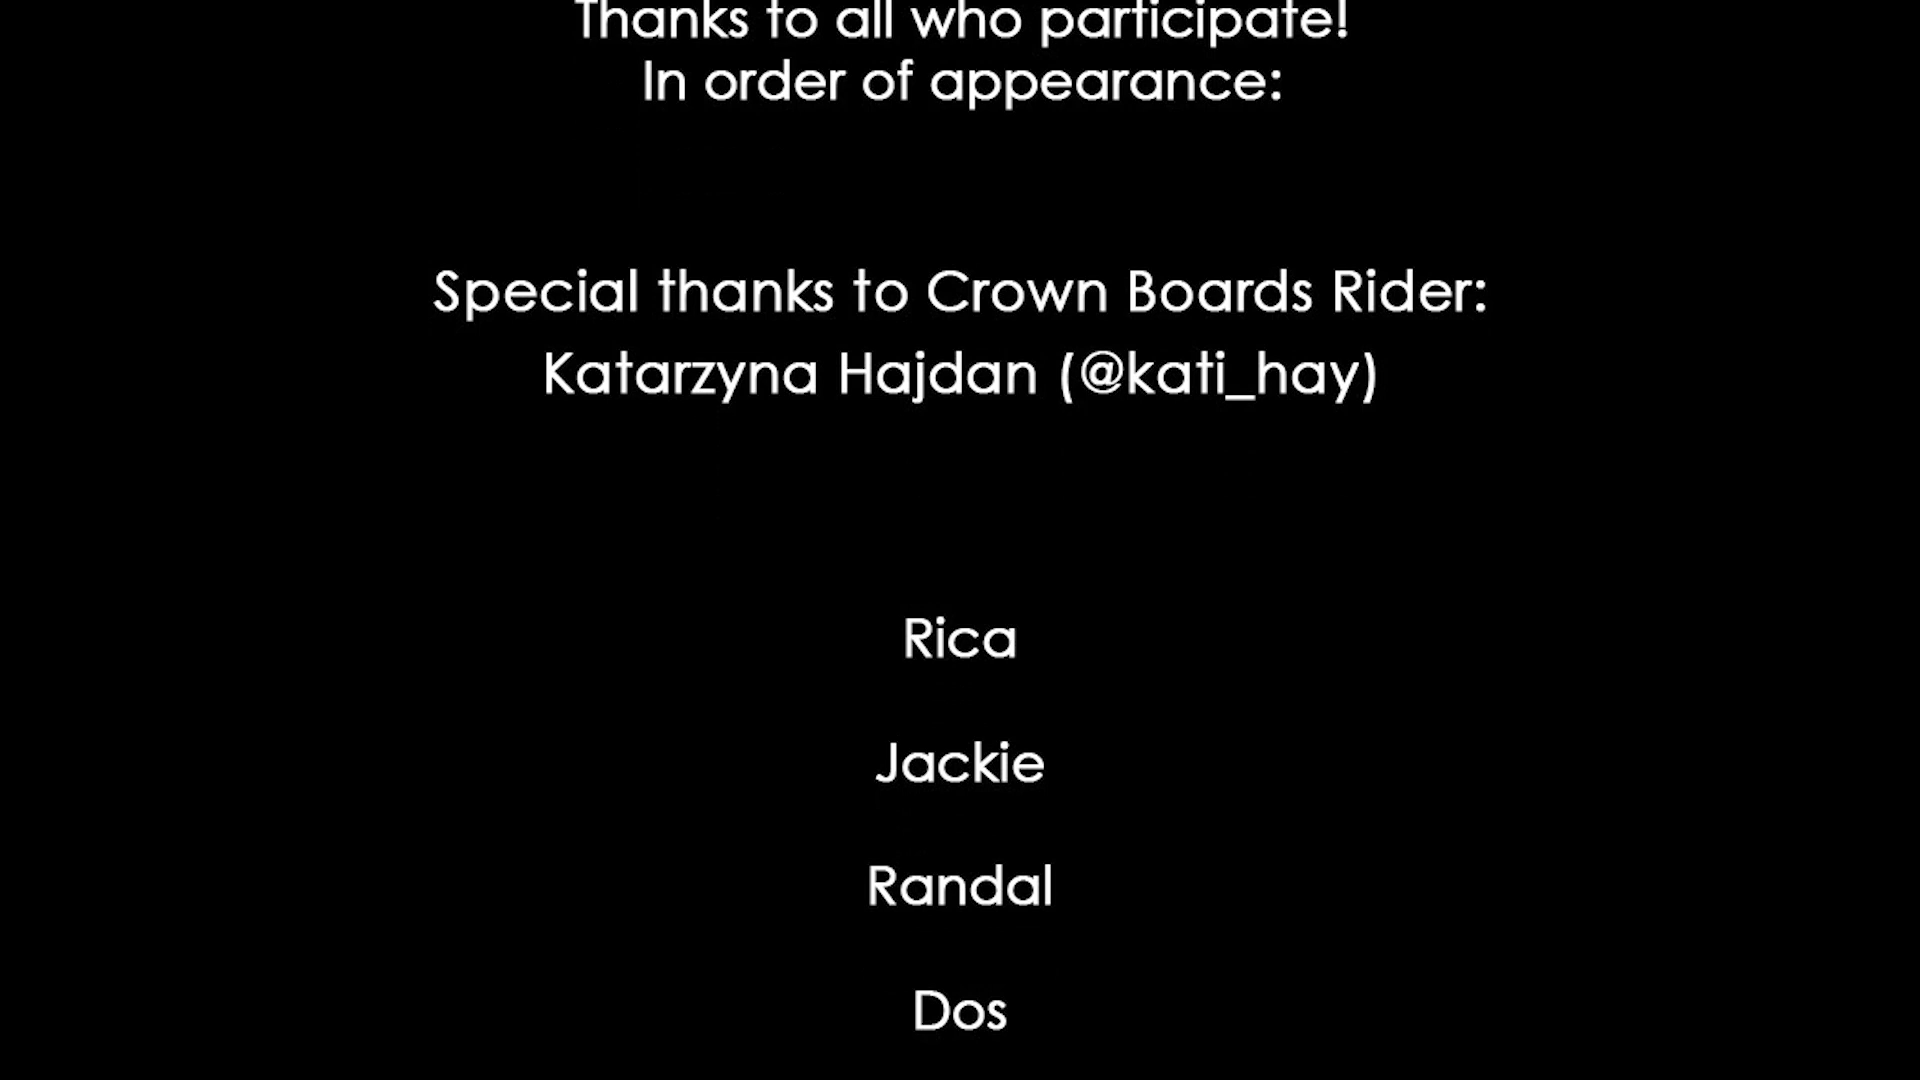 Thanks to all who participate!
In order of appearance:
Special thanks to Crown Boards Rider:
Katarzyna Hajdan (@kati_hay)
Rica
Jackie
Randal
Dos